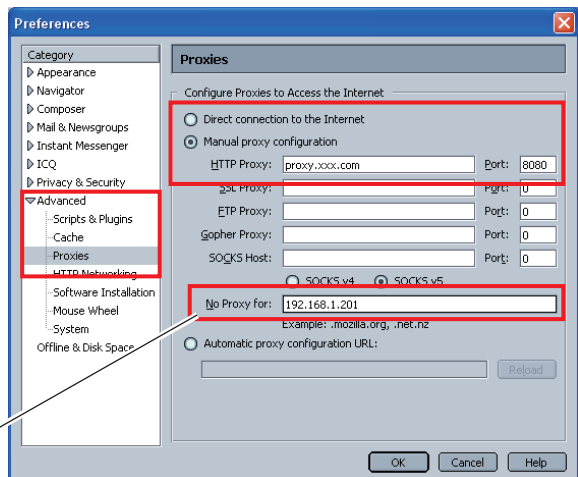 Preferences
Category
Appearance
Navigator
Composer
Mail & Newsgroups
Instant Messenger
ICQ
Privacy & Security
Advanced
Scripts & Plugins
Cache
Proxies
HTTP Networking
Software Installation
Mouse Wheel
System
Offline & Disk Space
Proxies
Configure Proxies to Access the Internet
Direct connection to the Internet
Manual proxy configuration
HTTP Proxy: proxy.xxx.com Port: 8080
SSL Proxy: Port: 0
FTP Proxy: Port: 0
Gopher Proxy: Port: 0
SOCKS Host: Port: 0
SOCKS v4 SOCKS v5
No Proxy for: 192.168.1.201
Example: .mozilla.org, .net.nz
Automatic proxy configuration URL:
Reload
OK Cancel Help